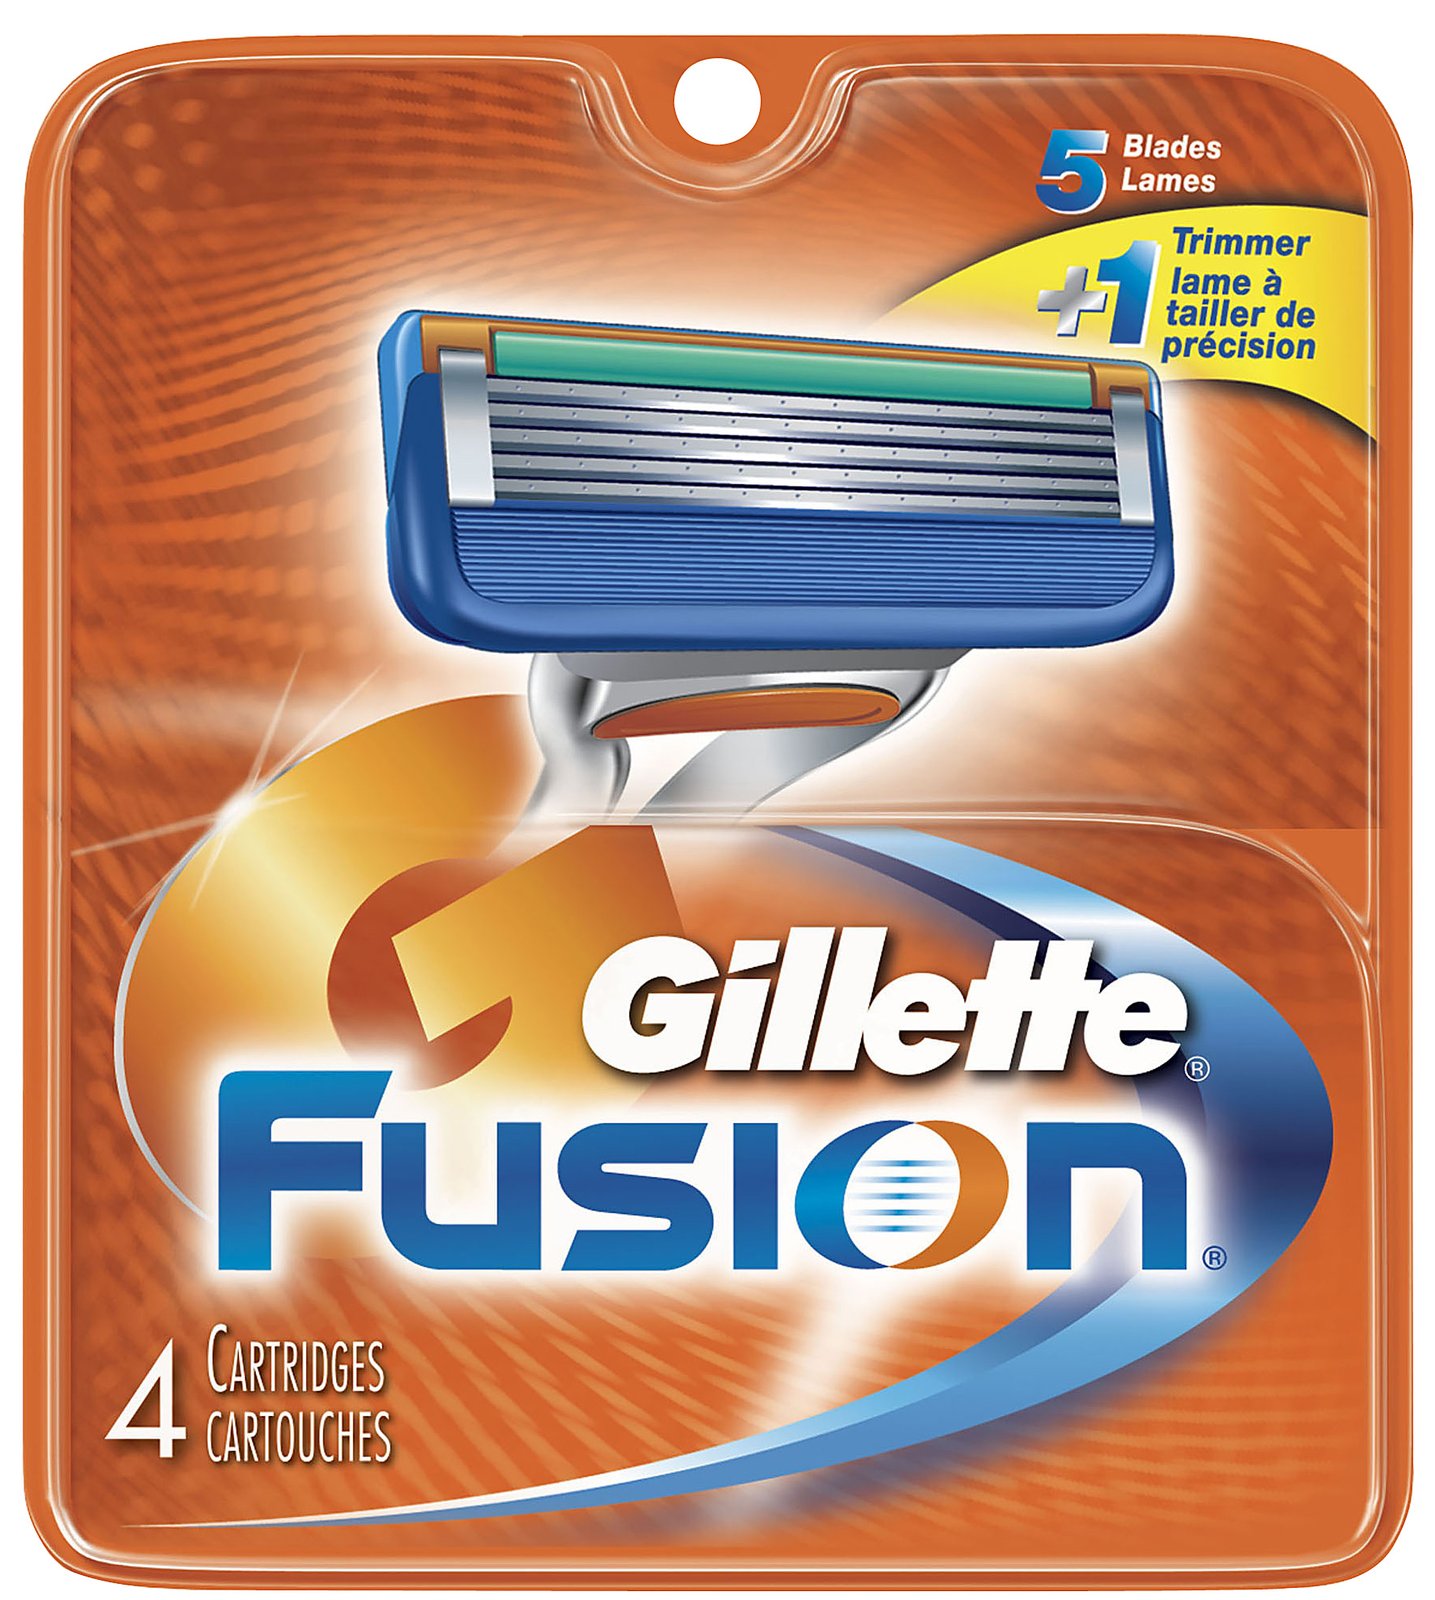 5 Blades
Lames
+1 Trimmer
lame à
tailler de
précision
Gillette®
Fusion®
4 Cartridges
cartouches